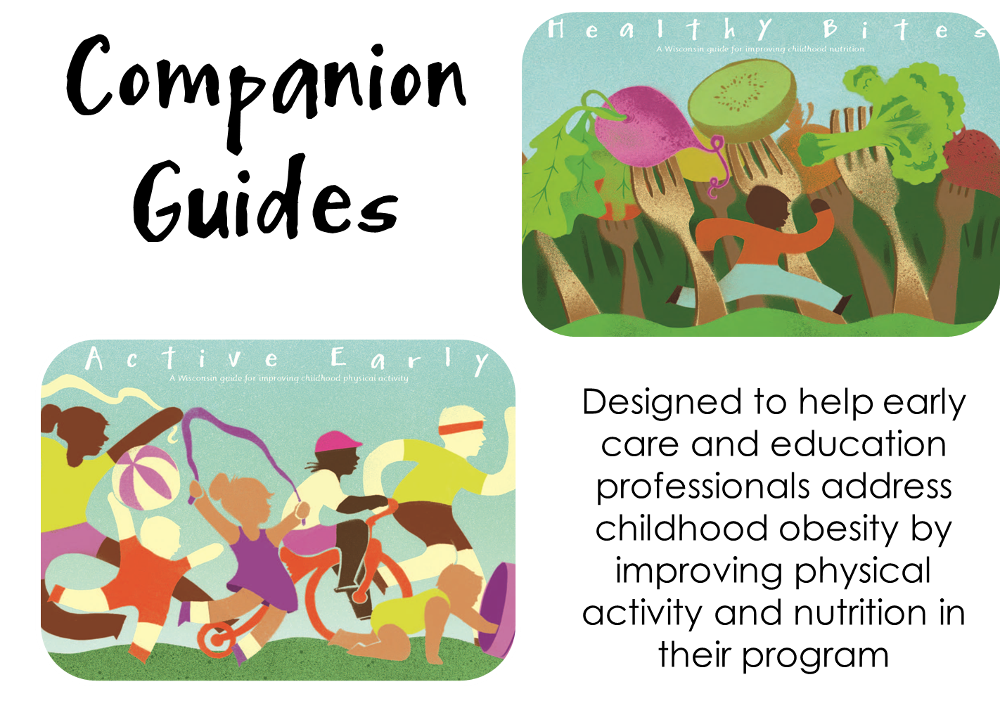 Companion
Guides
Healthy Bites
A Wisconsin guide for improving childhood nutrition
Active Early
A Wisconsin guide for improving childhood physical activity
Designed to help early
care and education
professionals address
childhood obesity by
improving physical
activity and nutrition in
their program